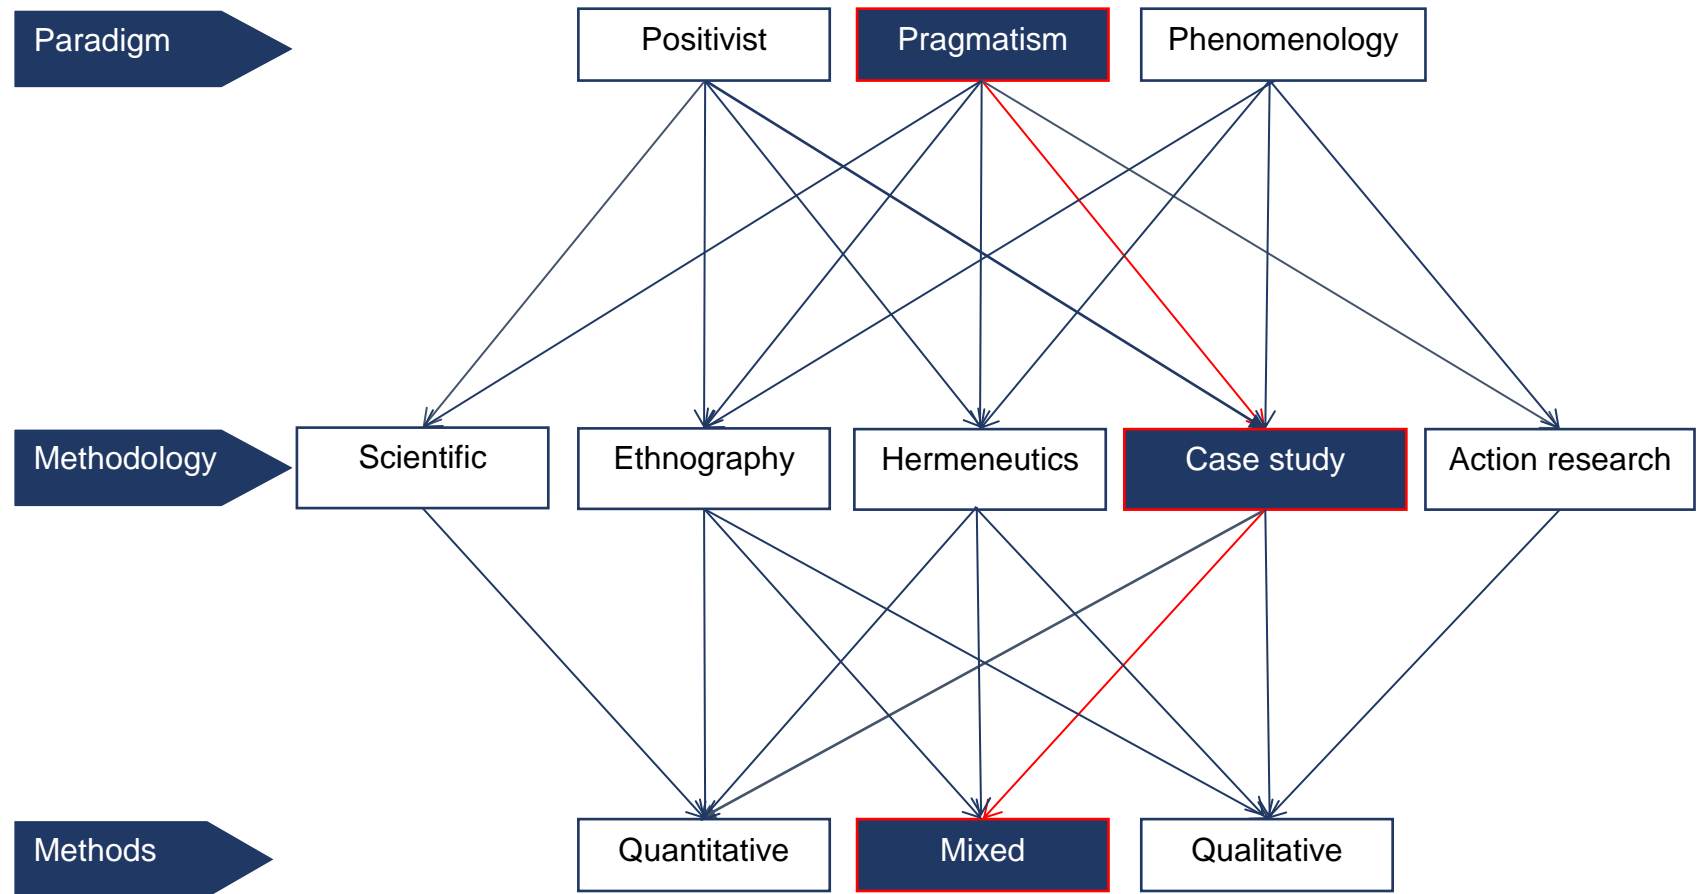 Paradigm
Positivist
Pragmatism
Phenomenology
Methodology
Scientific
Ethnography
Hermeneutics
Case study
Action research
Methods
Quantitative
Mixed
Qualitative